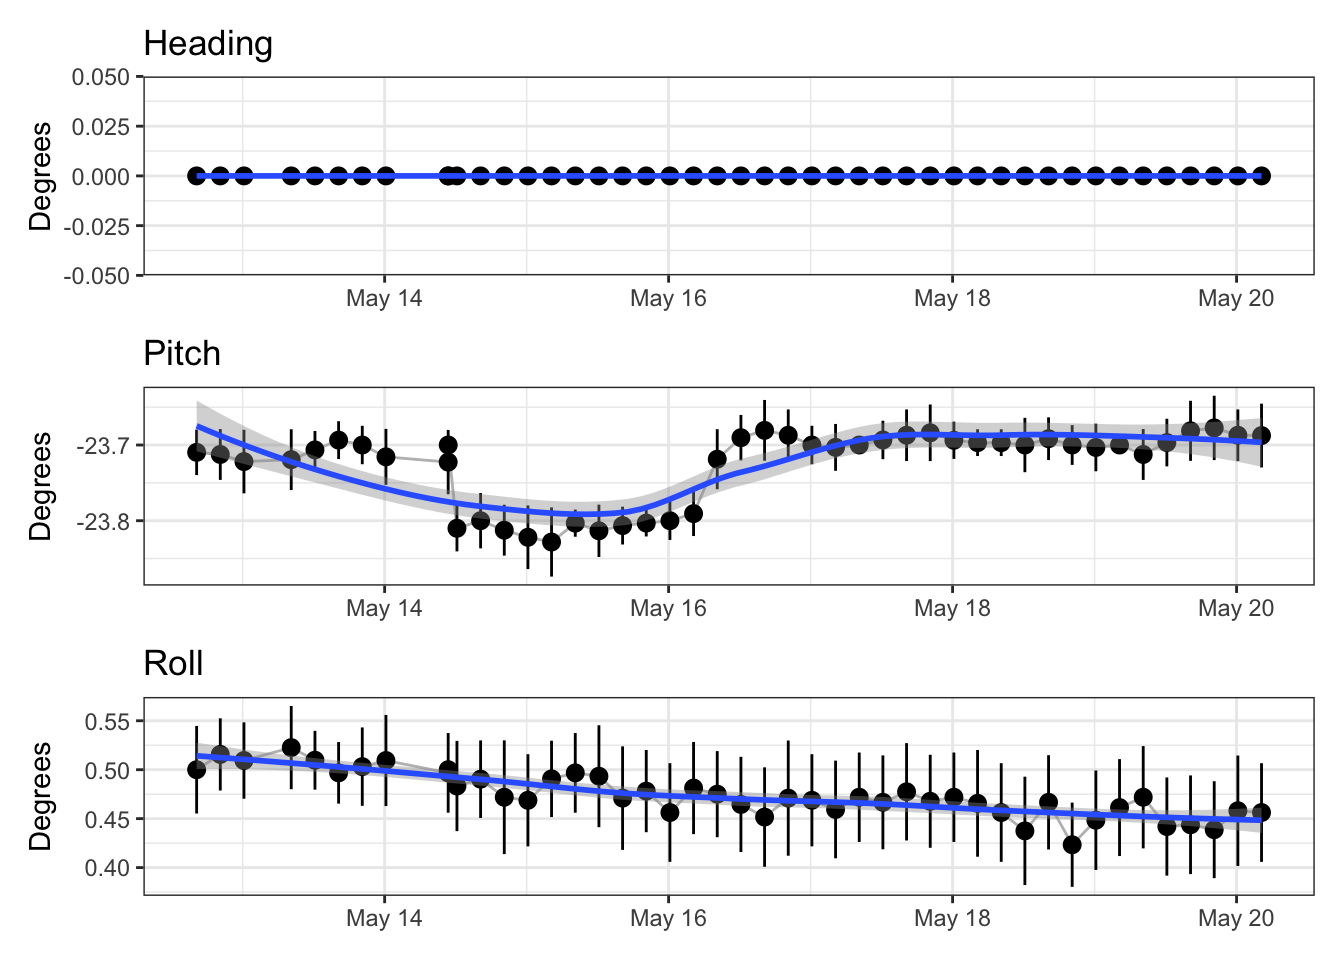 Heading
Degrees
0.050
0.025
0.000
-0.025
-0.050
May 14 May 16 May 18 May 20
Pitch
Degrees
-23.7
-23.8
May 14 May 16 May 18 May 20
Roll
Degrees
0.55
0.50
0.45
0.40
May 14 May 16 May 18 May 20